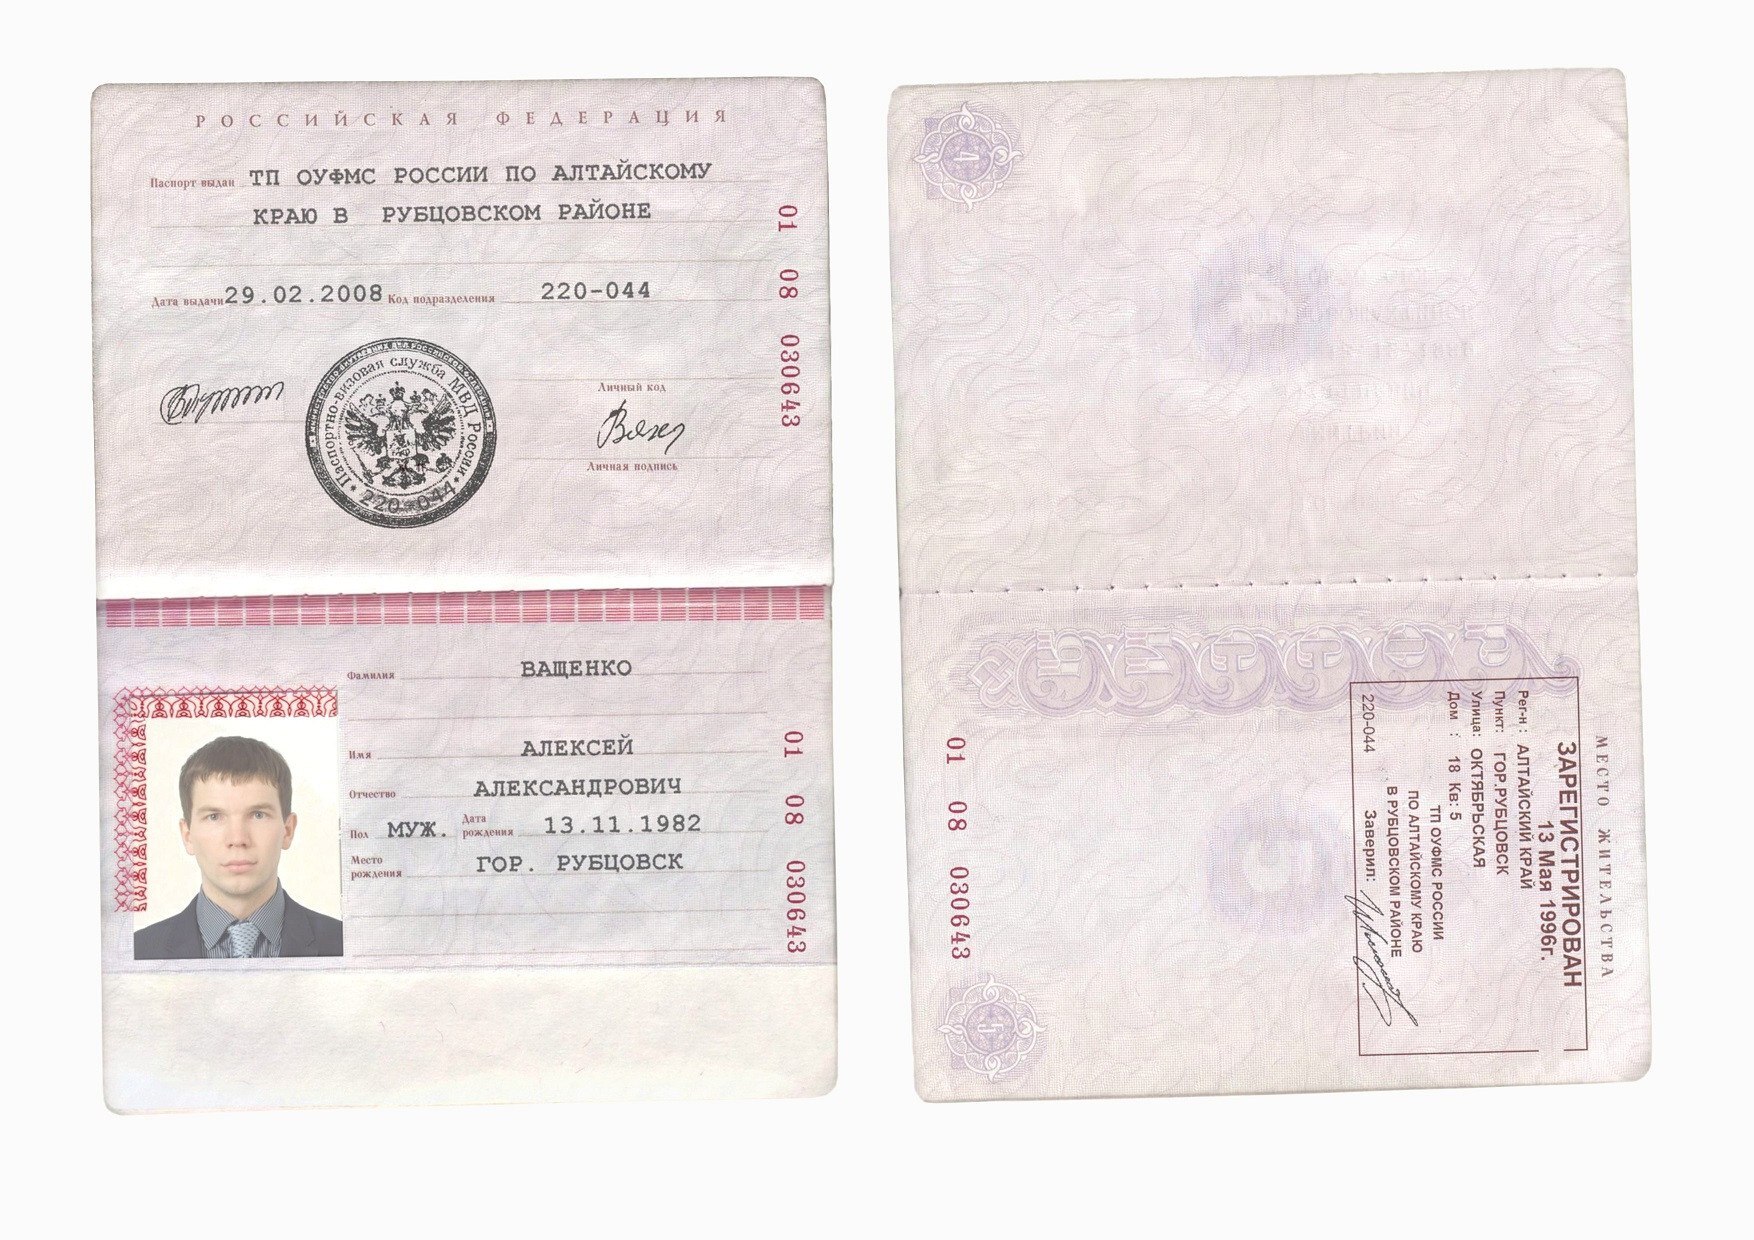 РОССИЙСКАЯ ФЕДЕРАЦИЯ
Паспорт выдан ТП ОУФМС РОССИИ ПО АЛТАЙСКОМУ
КРАЮ В РУБЦОВСКОМ РАЙОНЕ
Дата выдачи 29.02.2008 Код подразделения 220-044
Паспортно-визовая служба МВД России
220-044
Личный код
Личная подпись
01 08 030643
Фамилия ВАЩЕНКО
Имя АЛЕКСЕЙ
Отчество АЛЕКСАНДРОВИЧ
Пол МУЖ. Дата рождения 13.11.1982
Место рождения ГОР. РУБЦОВСК
01 08 030643
МЕСТО ЖИТЕЛЬСТВА
ЗАРЕГИСТРИРОВАН
13 Мая 1996г.
Рег-н : АЛТАЙСКИЙ КРАЙ
Пункт: ГОР.РУБЦОВСК
Улица: ОКТЯБРЬСКАЯ
Дом : 18 Кв: 5
ТП ОУФМС РОССИИ
ПО АЛТАЙСКОМУ КРАЮ
В РУБЦОВСКОМ РАЙОНЕ
220-044 Заверил:
01 08 030643